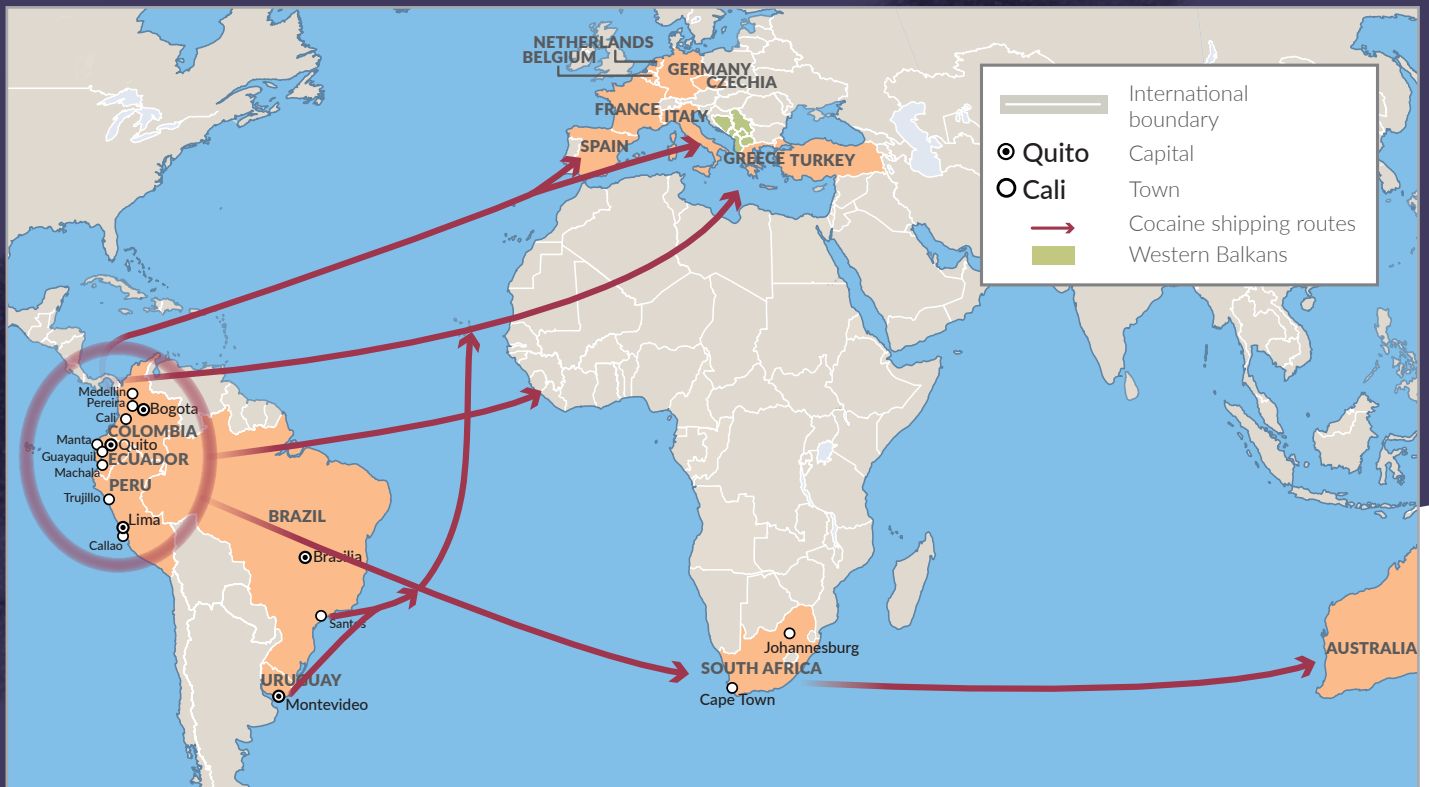 NETHERLANDS
BELGIUM
GERMANY
CZECHIA
FRANCE
ITALY
SPAIN
GREECE
TURKEY
International
boundary
Quito
Capital
Cali
Town
Cocaine shipping routes
Western Balkans
Medellin
Pereira
Bogota
Cali
COLOMBIA
Manta
Quito
Guayaquil
ECUADOR
Machala
PERU
Trujillo
Lima
Callao
BRAZIL
Brasilia
Santos
URUGUAY
Montevideo
Johannesburg
SOUTH AFRICA
Cape Town
AUSTRALIA